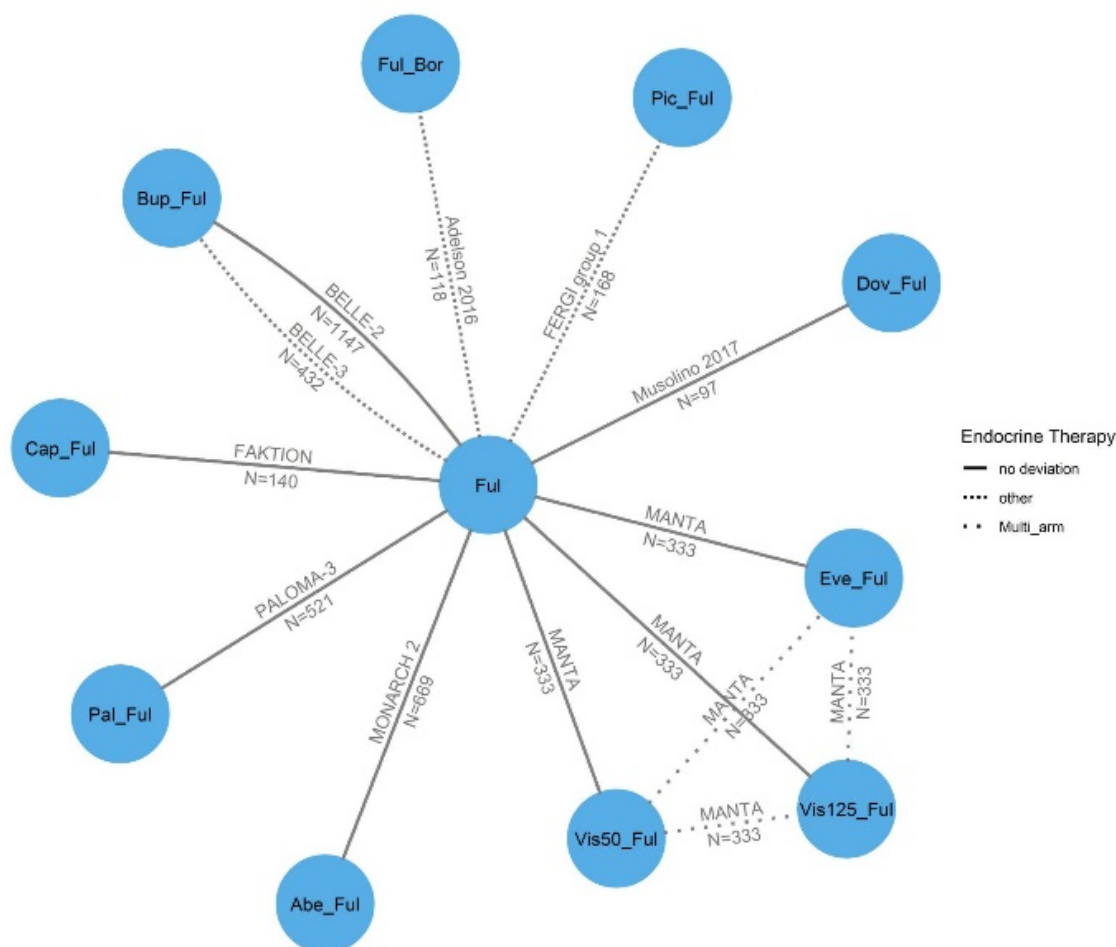 Ful_Bor
Pic_Ful
Bup_Ful
Adelson 2016
N=118
FERGI group 1
N=168
Dov_Ful
BELLE-2
N=1147
BELLE-3
N=432
Musolino 2017
N=97
Cap_Ful
FAKTION
N=140
Ful
Endocrine Therapy
no deviation
other
Multi_arm
MANTA
N=333
Eve_Ful
PALOMA-3
N=521
MONARCH 2
N=669
MANTA
N=333
MANTA
N=333
MANTA
N=333
MANTA
N=333
Pal_Ful
MANTA
N=333
Vis50_Ful
Vis125_Ful
Abe_Ful